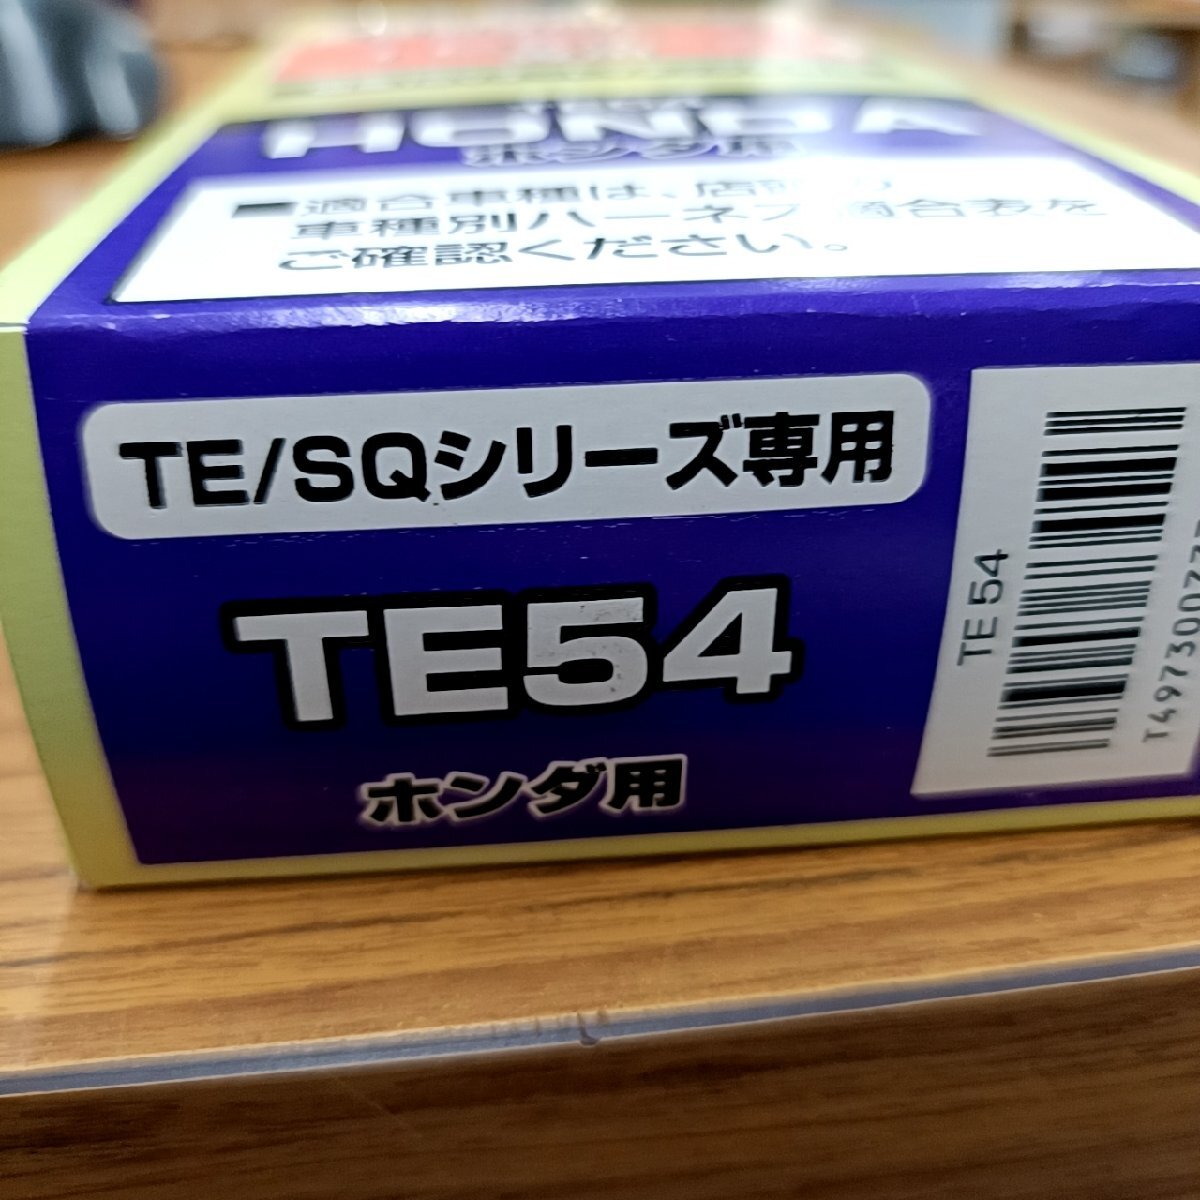 HONDA
ホンダ用
■適合車種は、店頭の
車種別ハーネス適合表を
ご確認ください。
TE/SQシリーズ専用
TE54
ホンダ用
TE54